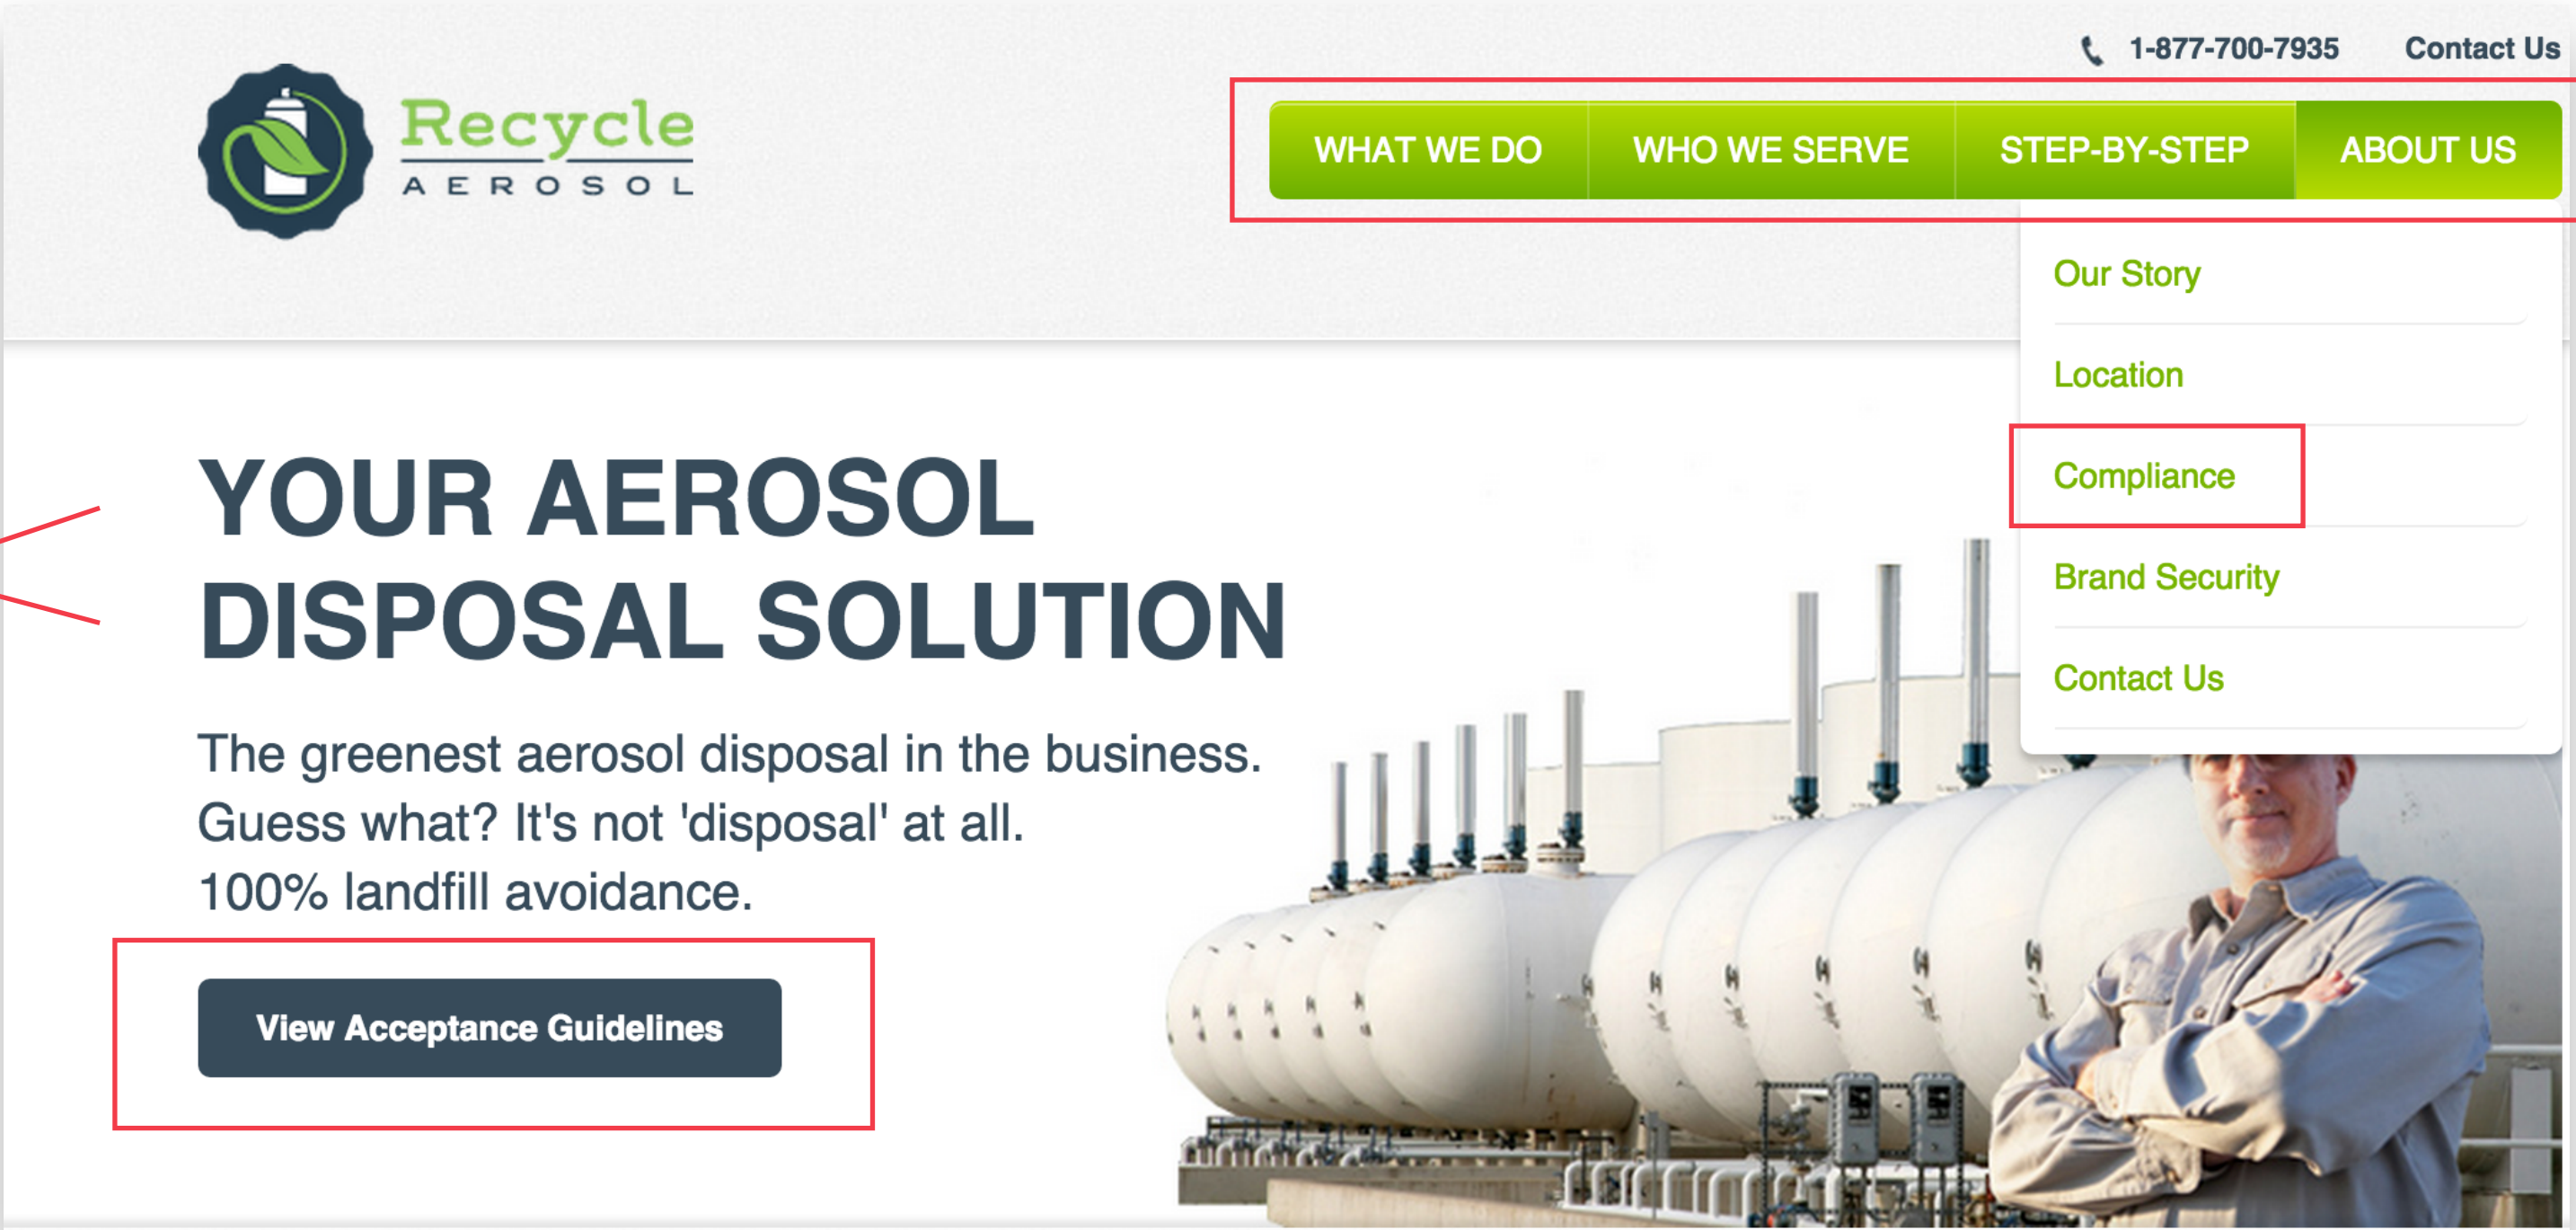 1-877-700-7935 Contact Us
Recycle
AEROSOL
WHAT WE DO WHO WE SERVE STEP-BY-STEP ABOUT US
Our Story
Location
Compliance
Brand Security
Contact Us
YOUR AEROSOL
DISPOSAL SOLUTION
The greenest aerosol disposal in the business.
Guess what? It's not 'disposal' at all.
100% landfill avoidance.
View Acceptance Guidelines